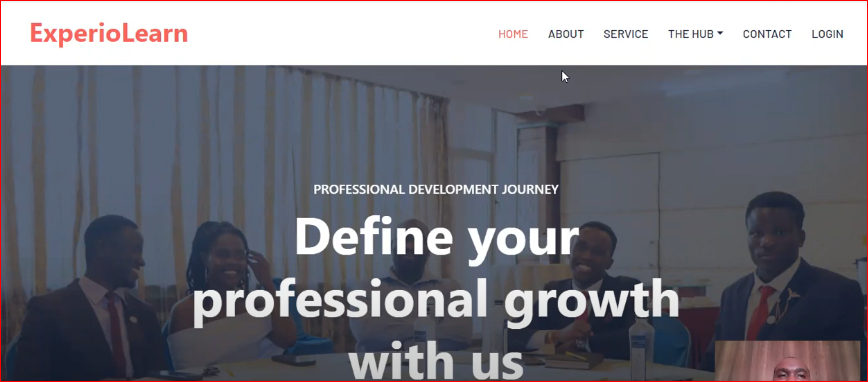 ExperioLearn
HOME ABOUT SERVICE THE HUB CONTACT LOGIN
PROFESSIONAL DEVELOPMENT JOURNEY
Define your
professional growth
with us